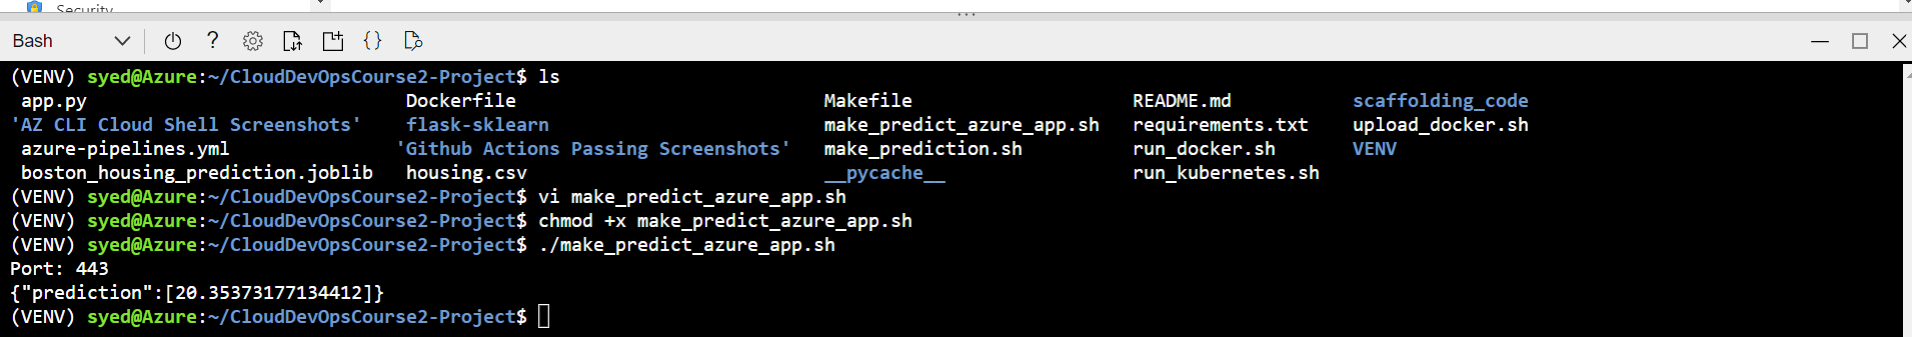 Security
Bash
(VENV) syed@Azure:~/CloudDevOpsCourse2-Project$ ls
app.py Dockerfile Makefile README.md scaffolding_code
'AZ CLI Cloud Shell Screenshots' flask-sklearn make_predict_azure_app.sh requirements.txt upload_docker.sh
azure-pipelines.yml 'Github Actions Passing Screenshots' make_prediction.sh run_docker.sh VENV
boston_housing_prediction.joblib housing.csv __pycache__ run_kubernetes.sh
(VENV) syed@Azure:~/CloudDevOpsCourse2-Project$ vi make_predict_azure_app.sh
(VENV) syed@Azure:~/CloudDevOpsCourse2-Project$ chmod +x make_predict_azure_app.sh
(VENV) syed@Azure:~/CloudDevOpsCourse2-Project$ ./make_predict_azure_app.sh
Port: 443
{"prediction":[20.35373177134412]}
(VENV) syed@Azure:~/CloudDevOpsCourse2-Project$